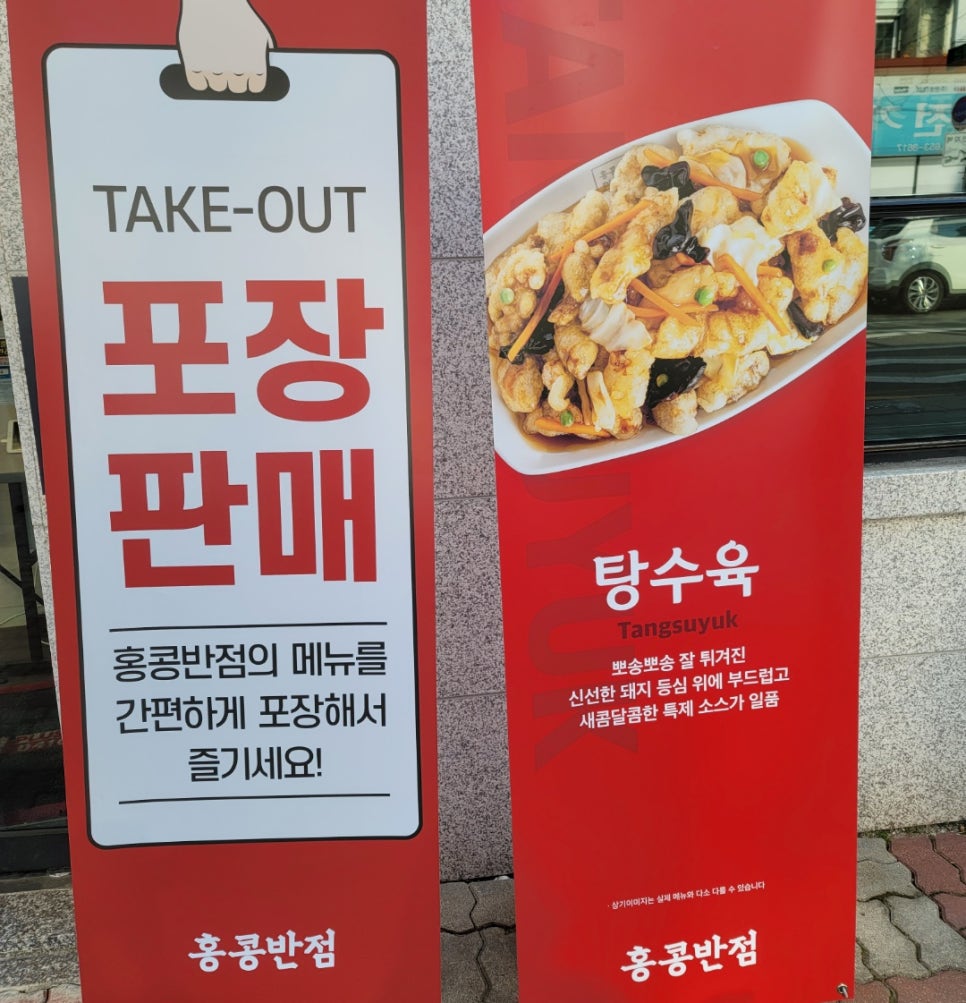 TAKE-OUT
포장
판매
홍콩반점의 메뉴를
간편하게 포장해서
즐기세요!
홍콩반점
탕수육
Tangsuyuk
뽀송뽀송 잘 튀겨진
신선한 돼지 등심 위에 부드럽고
새콤달콤한 특제 소스가 일품
· 상기이미지는 실제 메뉴와 다소 다를 수 있습니다
홍콩반점